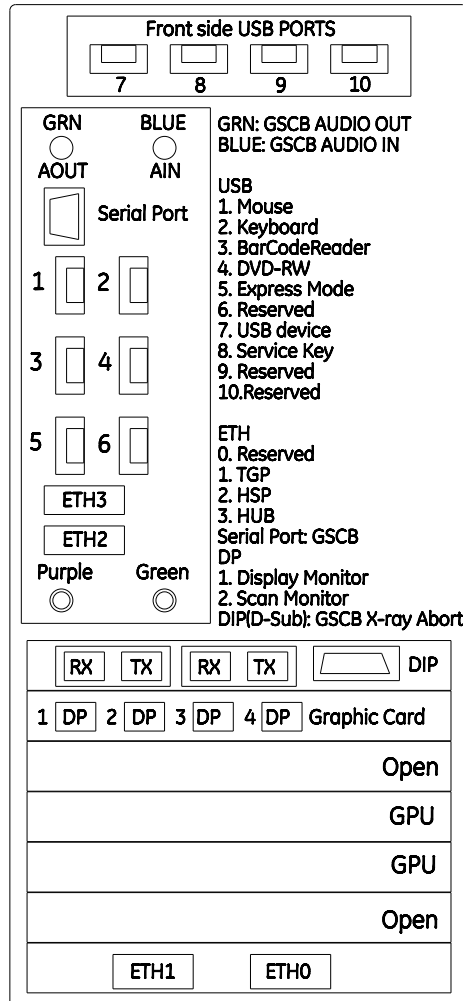 Front side USB PORTS
7 8 9 10
GRN BLUE
AOUT AIN
Serial Port
1 2
3 4
5 6
ETH3
ETH2
Purple Green
GRN: GSCB AUDIO OUT
BLUE: GSCB AUDIO IN
USB
1. Mouse
2. Keyboard
3. BarCodeReader
4. DVD-RW
5. Express Mode
6. Reserved
7. USB device
8. Service Key
9. Reserved
10.Reserved
ETH
0. Reserved
1. TGP
2. HSP
3. HUB
Serial Port: GSCB
DP
1. Display Monitor
2. Scan Monitor
DIP(D-Sub): GSCB X-ray Abort
RX TX RX TX DIP
1 DP 2 DP 3 DP 4 DP Graphic Card
Open
GPU
GPU
Open
ETH1 ETH0